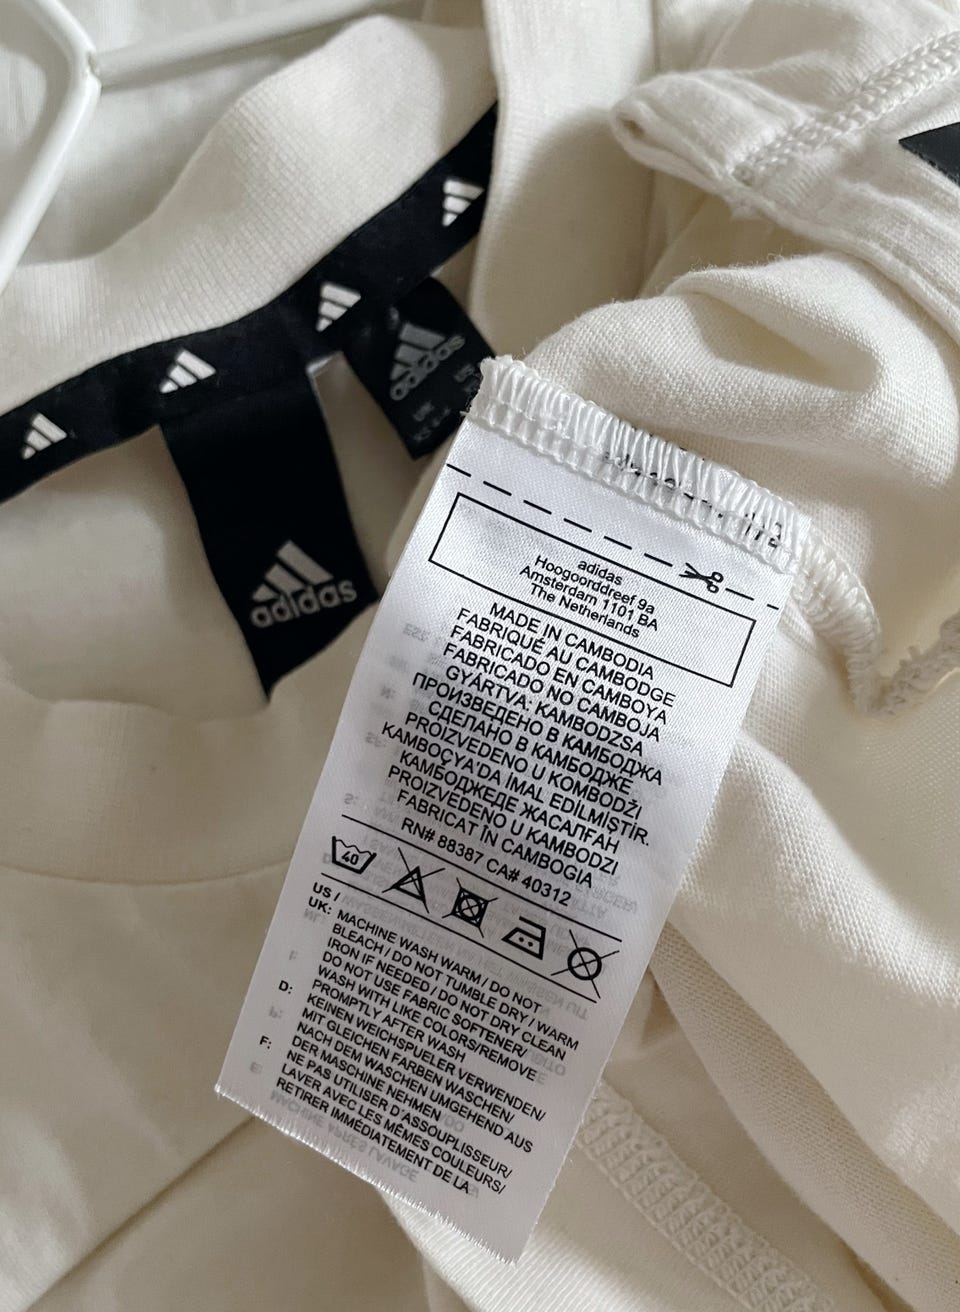 adidas
UK
US
adidas
adidas
Hoogoorddreef 9a
Amsterdam 1101 BA
The Netherlands
MADE IN CAMBODIA
FABRIQUÉ AU CAMBODGE
FABRICADO EN CAMBOYA
FABRICADO NO CAMBOJA
GYÁRTVA: KAMBODZSA
ПРОИЗВЕДЕНО В КАМБОДЖА
СДЕЛАНО В КАМБОДЖЕ
PROIZVEDENO U KOMBODŽI
KAMBOÇYA'DA İMAL EDİLMİŞTİR.
КАМБОДЖЕДЕ ЖАСАЛҒАН
PROIZVEDENO U KAMBODZI
FABRICAT ÎN CAMBOGIA
RN# 88387 CA# 40312
40
US /
UK: MACHINE WASH WARM / DO NOT
BLEACH / DO NOT TUMBLE DRY / WARM
IRON IF NEEDED / DO NOT DRY CLEAN
DO NOT USE FABRIC SOFTENER/
WASH WITH LIKE COLORS/REMOVE
PROMPTLY AFTER WASH
D: KEINEN WEICHSPUELER VERWENDEN/
MIT GLEICHEN FARBEN WASCHEN/
NACH DEM WASCHEN UMGEHEND AUS
DER MASCHINE NEHMEN
F: NE PAS UTILISER D'ASSOUPLISSEUR/
LAVER AVEC LES MÊMES COULEURS/
RETIRER IMMÉDIATEMENT DE LA